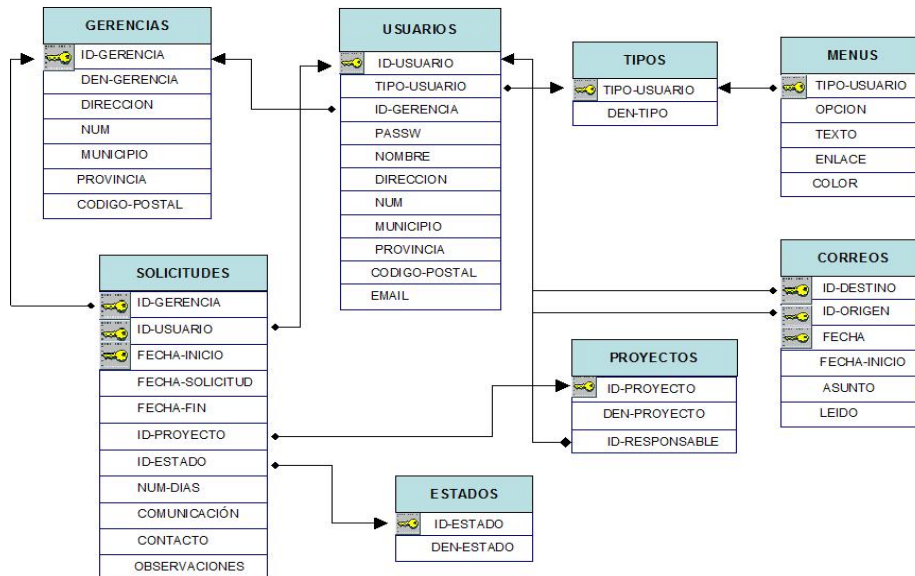 GERENCIAS
ID-GERENCIA
DEN-GERENCIA
DIRECCION
NUM
MUNICIPIO
PROVINCIA
CODIGO-POSTAL
USUARIOS
ID-USUARIO
TIPO-USUARIO
ID-GERENCIA
PASSW
NOMBRE
DIRECCION
NUM
MUNICIPIO
PROVINCIA
CODIGO-POSTAL
EMAIL
TIPOS
TIPO-USUARIO
DEN-TIPO
MENUS
TIPO-USUARIO
OPCION
TEXTO
ENLACE
COLOR
SOLICITUDES
ID-GERENCIA
ID-USUARIO
FECHA-INICIO
FECHA-SOLICITUD
FECHA-FIN
ID-PROYECTO
ID-ESTADO
NUM-DIAS
COMUNICACIÓN
CONTACTO
OBSERVACIONES
CORREOS
ID-DESTINO
ID-ORIGEN
FECHA
FECHA-INICIO
ASUNTO
LEIDO
PROYECTOS
ID-PROYECTO
DEN-PROYECTO
ID-RESPONSABLE
ESTADOS
ID-ESTADO
DEN-ESTADO